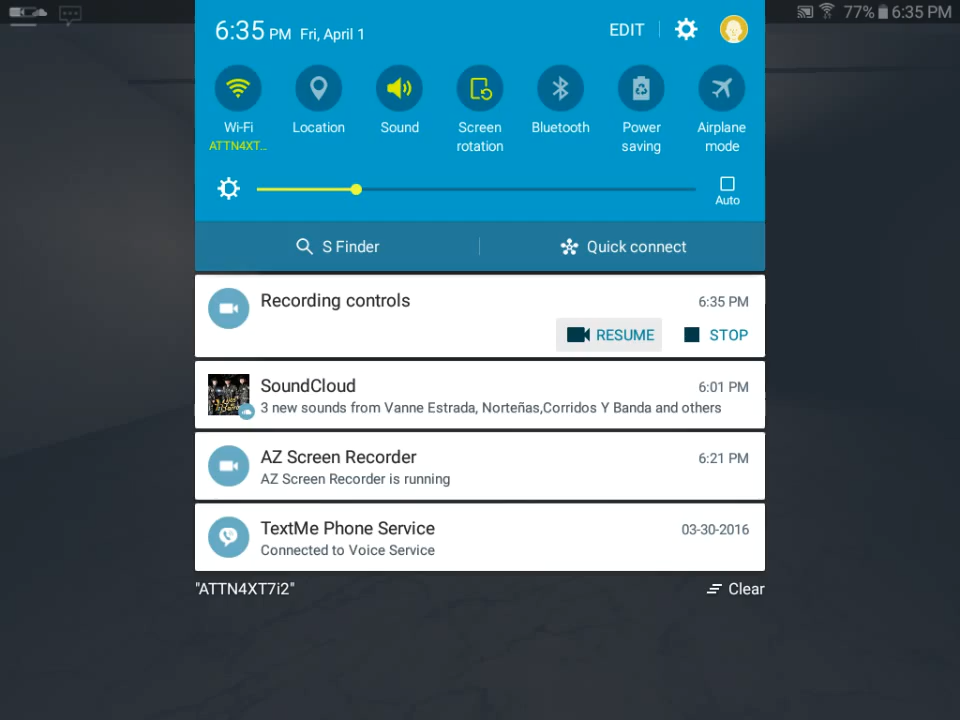 77% 6:35 PM
6:35 PM Fri, April 1 EDIT
Wi-Fi Location Sound Screen rotation Bluetooth Power saving Airplane mode
ATTN4XT...
Auto
S Finder Quick connect
Recording controls 6:35 PM
RESUME STOP
SoundCloud 6:01 PM
3 new sounds from Vanne Estrada, Norteñas,Corridos Y Banda and others
AZ Screen Recorder 6:21 PM
AZ Screen Recorder is running
TextMe Phone Service 03-30-2016
Connected to Voice Service
"ATTN4XT7i2" Clear